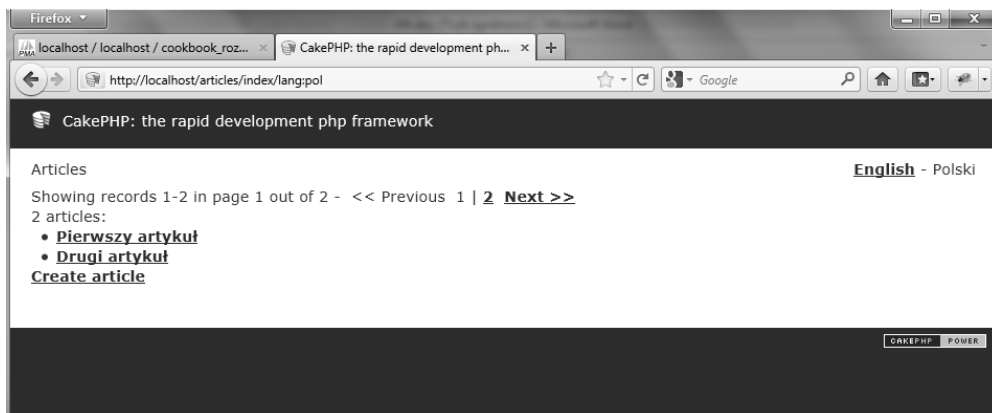 Firefox
PMA localhost / localhost / cookbook_roz... × CakePHP: the rapid development ph... × +
http://localhost/articles/index/lang:pol Google
CakePHP: the rapid development php framework
Articles English - Polski
Showing records 1-2 in page 1 out of 2 - << Previous 1 | 2 Next >>
2 articles:
• Pierwszy artykuł
• Drugi artykuł
Create article
CAKEPHP POWER